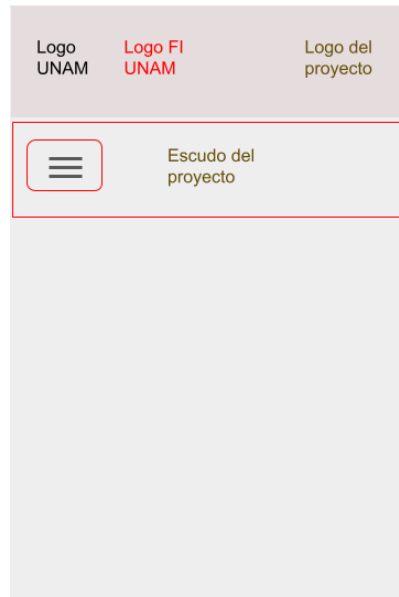 Logo
UNAM
Logo FI
UNAM
Logo del
proyecto
Escudo del
proyecto